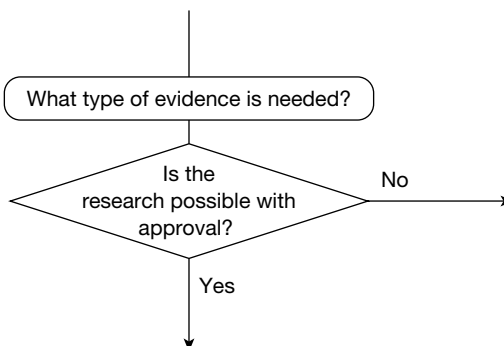 What type of evidence is needed?
Is the
research possible with
approval?
No
Yes